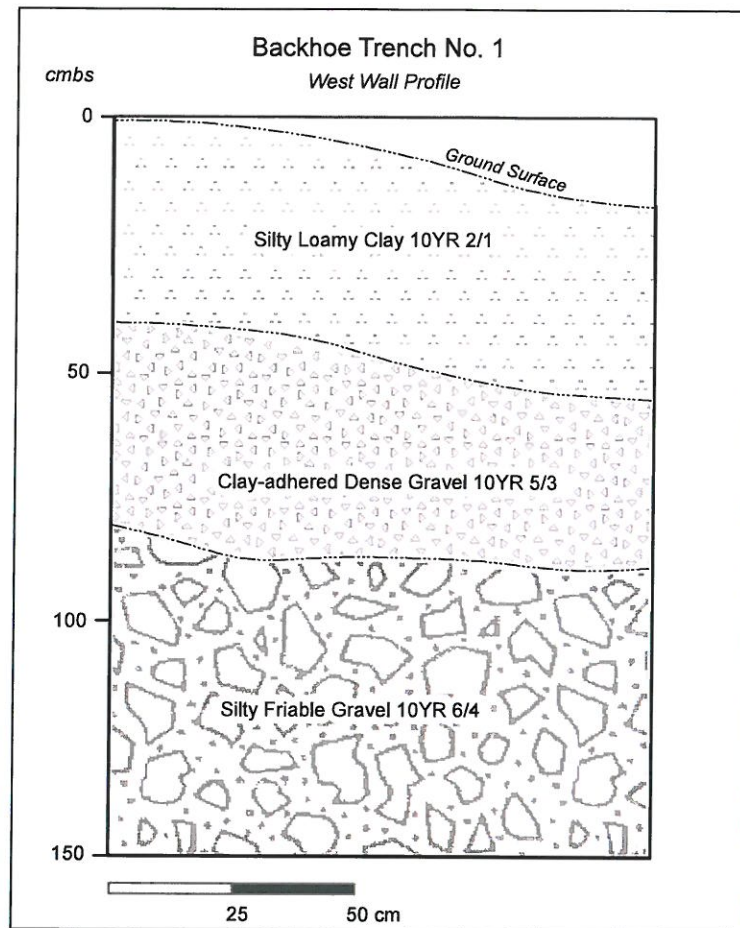 Backhoe Trench No. 1
West Wall Profile
cmbs
0
Ground Surface
Silty Loamy Clay 10YR 2/1
50
Clay-adhered Dense Gravel 10YR 5/3
100
Silty Friable Gravel 10YR 6/4
150
25 50 cm